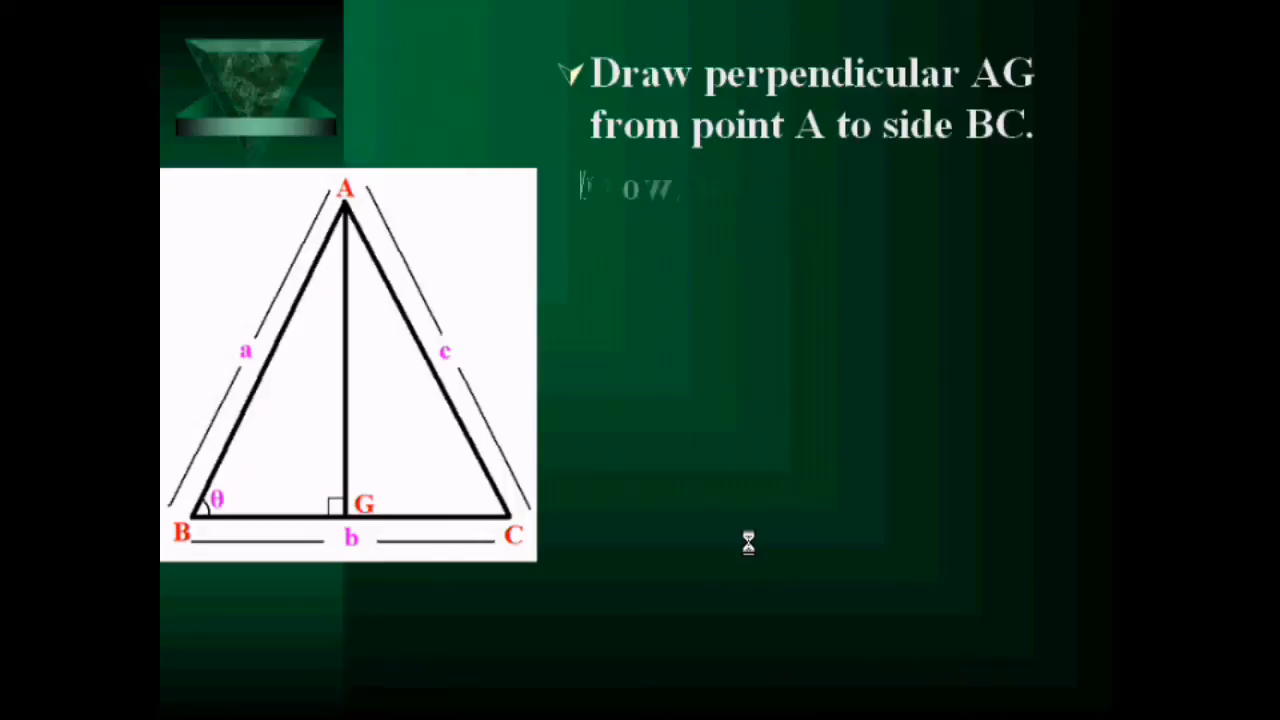 Draw perpendicular AG
from point A to side BC.
A
a
c
θ
G
B
b
C